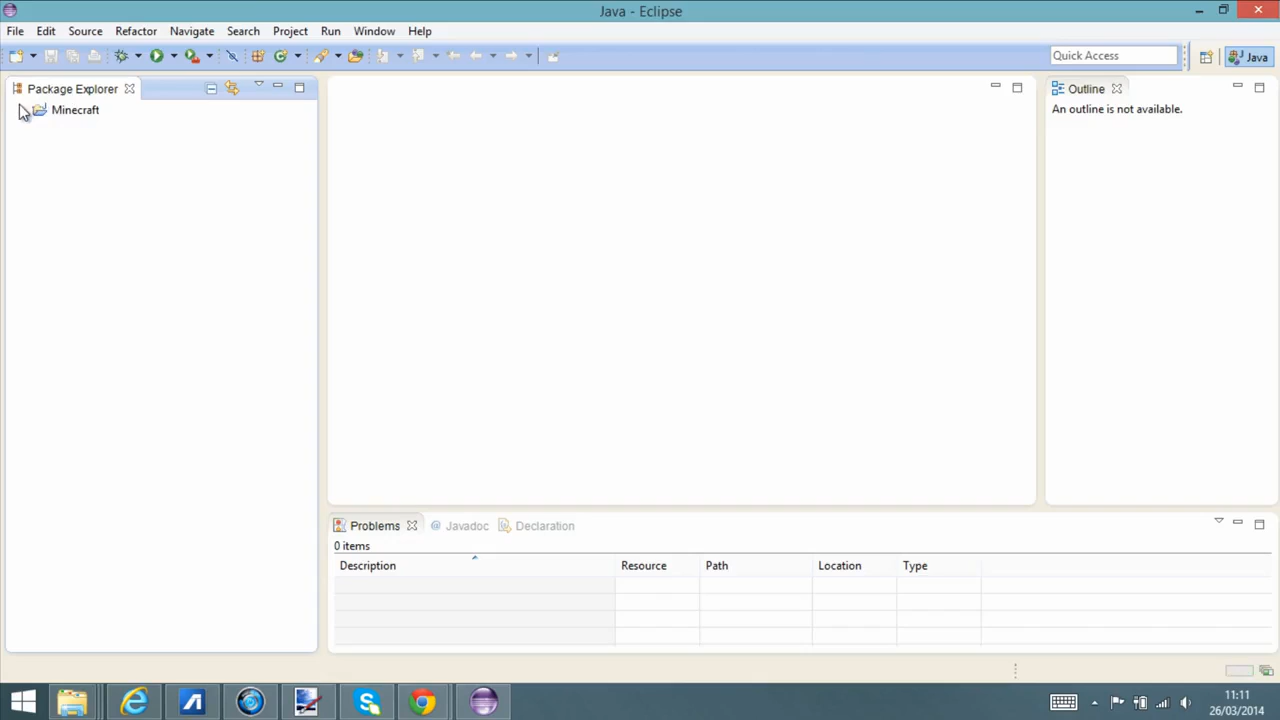 Java - Eclipse
File Edit Source Refactor Navigate Search Project Run Window Help
Quick Access
Java
Package Explorer
Minecraft
Outline
An outline is not available.
Problems @ Javadoc Declaration
0 items
Description Resource Path Location Type
11:11
26/03/2014